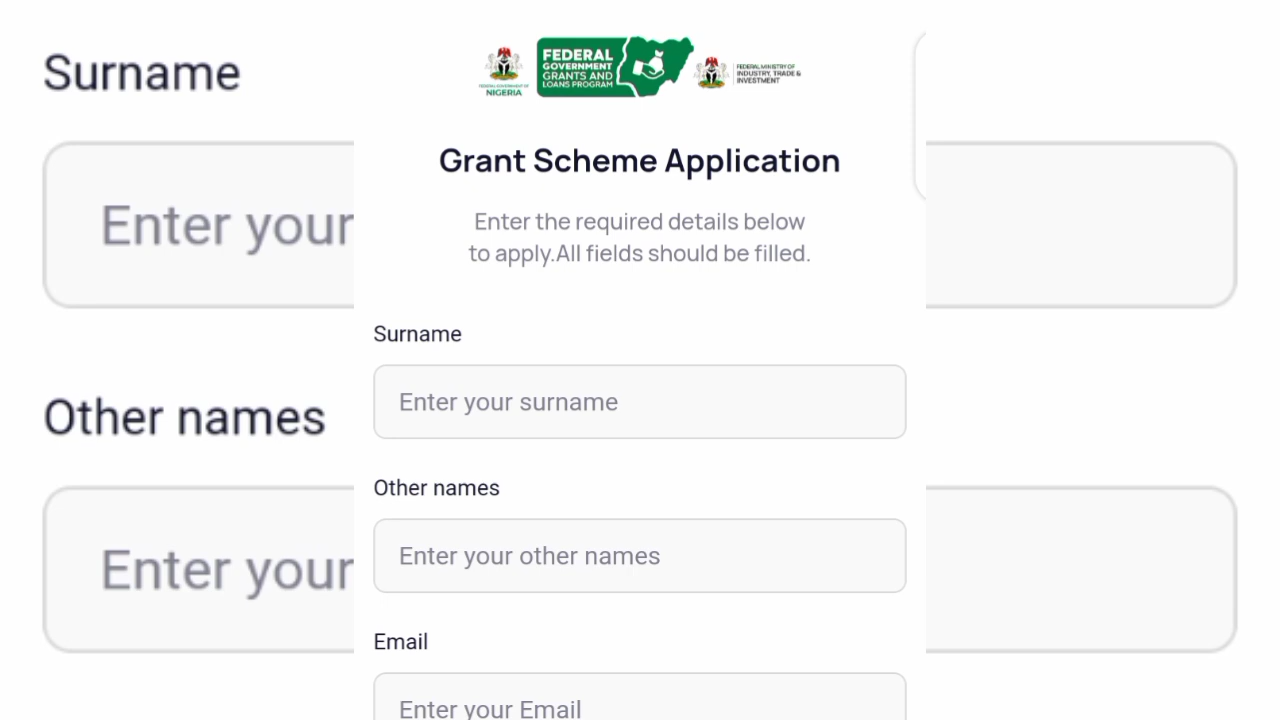 Surname
Enter your
Other names
Enter your
FEDERAL GOVERNMENT OF
NIGERIA
FEDERAL
GOVERNMENT
GRANTS AND
LOANS PROGRAM
FEDERAL MINISTRY OF
INDUSTRY, TRADE &
INVESTMENT
Grant Scheme Application
Enter the required details below
to apply.All fields should be filled.
Surname
Enter your surname
Other names
Enter your other names
Email
Enter your Email